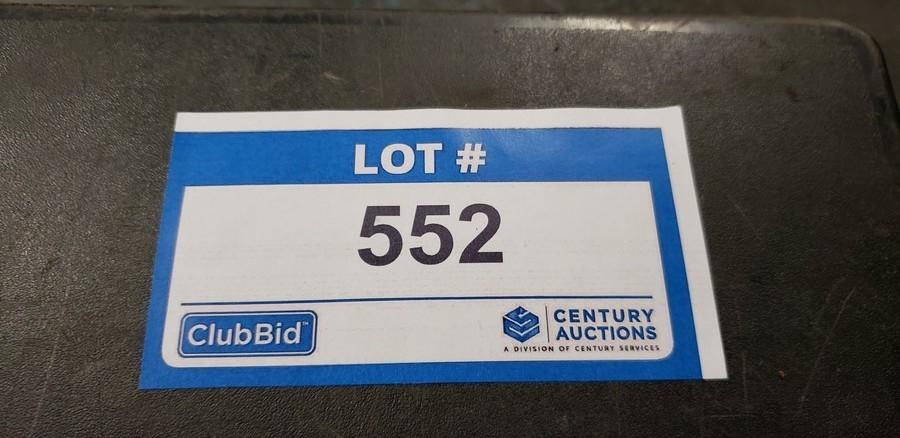 LOT #
552
ClubBid™
CENTURY
AUCTIONS
A DIVISION OF CENTURY SERVICES